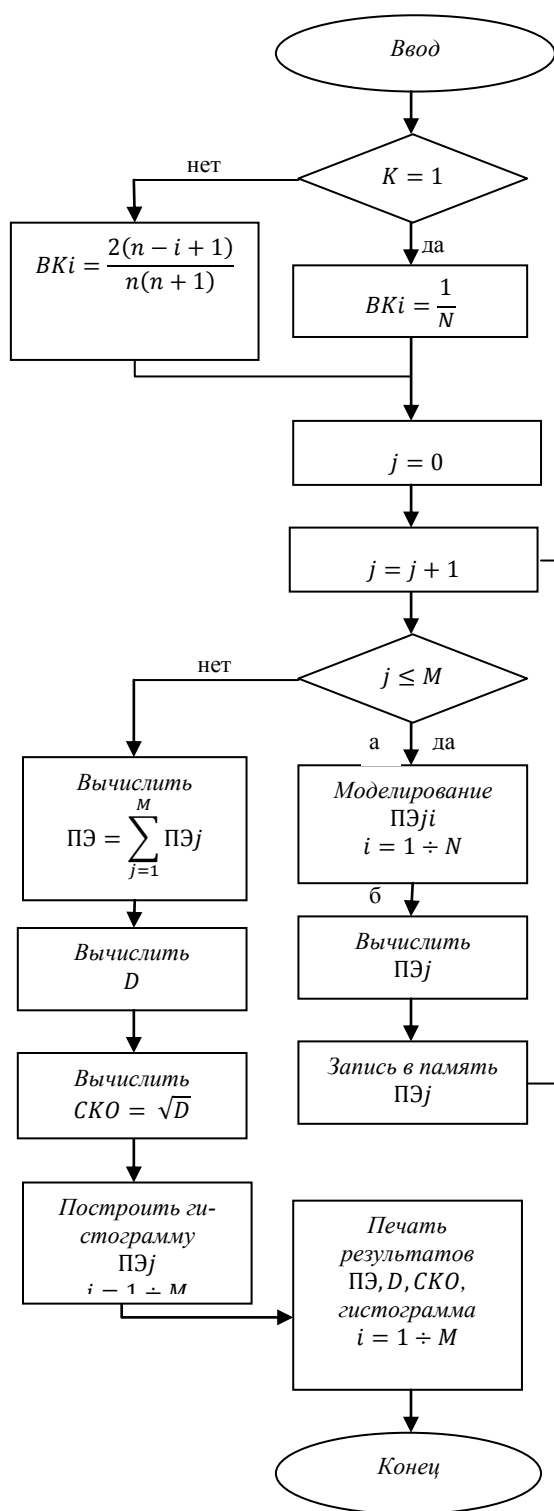 Ввод
K = 1
нет
да
BKi = 2(n − i + 1) / n(n + 1)
BKi = 1/N
j = 0
j = j + 1
j ≤ M
нет
а да
Вычислить
ПЭ = ∑_{j=1}^{M} ПЭj
Моделирование
ПЭji
i = 1 ÷ N
б
Вычислить
D
Вычислить
ПЭj
Вычислить
СКО = √D
Запись в память
ПЭj
Построить ги-
стограмму
ПЭj
i = 1 ÷ M
Печать
результатов
ПЭ, D, СКО,
гистограмма
i = 1 ÷ M
Конец